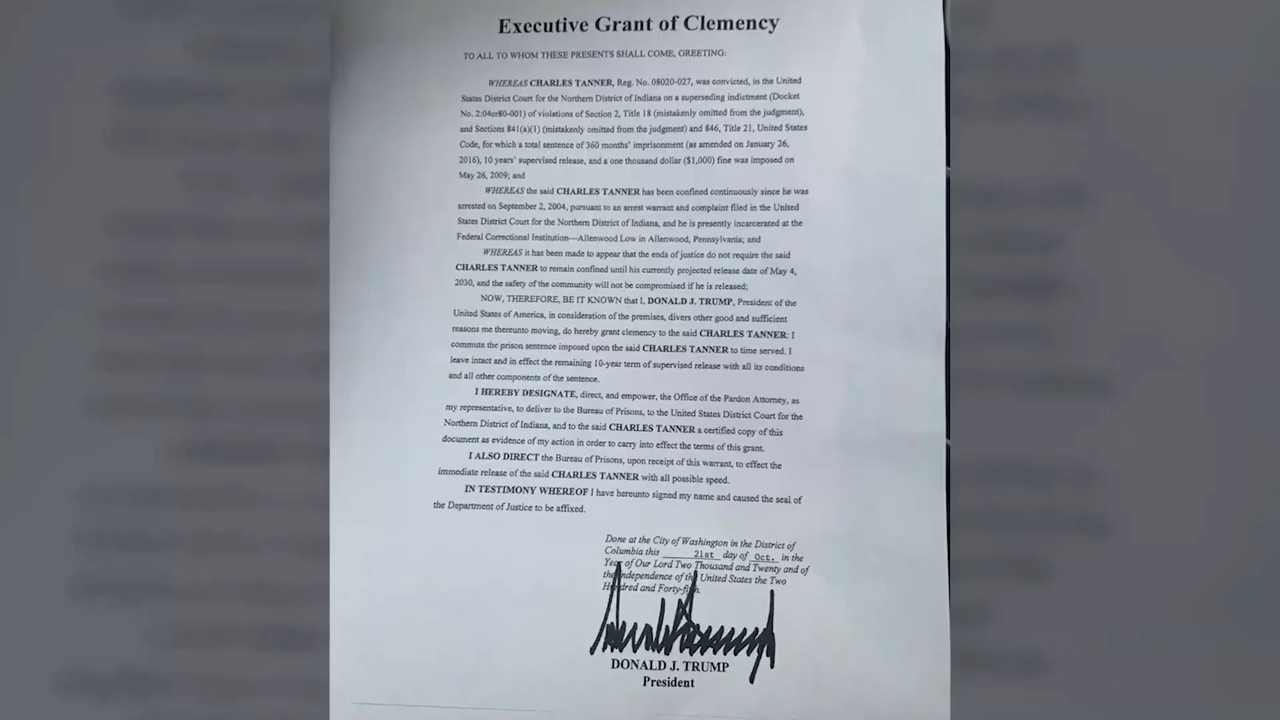 Executive Grant of Clemency
TO ALL TO WHOM THESE PRESENTS SHALL COME, GREETING:
WHEREAS CHARLES TANNER, Reg. No. 08020-027, was convicted, in the United
States District Court for the Northern District of Indiana on a superseding indictment (Docket
No. 2:04cr80-001) of violations of Section 2, Title 18 (mistakenly omitted from the judgment),
and Sections 841(a)(1) (mistakenly omitted from the judgment) and 846, Title 21, United States
Code, for which a total sentence of 360 months' imprisonment (as amended on January 26,
2016), 10 years' supervised release, and a one thousand dollar ($1,000) fine was imposed on
May 26, 2009; and
WHEREAS the said CHARLES TANNER has been confined continuously since he was
arrested on September 2, 2004, pursuant to an arrest warrant and complaint filed in the United
States District Court for the Northern District of Indiana, and he is presently incarcerated at the
Federal Correctional Institution—Allenwood Low in Allenwood, Pennsylvania; and
WHEREAS it has been made to appear that the ends of justice do not require the said
CHARLES TANNER to remain confined until his currently projected release date of May 4,
2030, and the safety of the community will not be compromised if he is released;
NOW, THEREFORE, BE IT KNOWN that I, DONALD J. TRUMP, President of the
United States of America, in consideration of the premises, divers other good and sufficient
reasons me thereunto moving, do hereby grant clemency to the said CHARLES TANNER: I
commute the prison sentence imposed upon the said CHARLES TANNER to time served. I
leave intact and in effect the remaining 10-year term of supervised release with all its conditions
and all other components of the sentence.
I HEREBY DESIGNATE, direct, and empower, the Office of the Pardon Attorney, as
my representative, to deliver to the Bureau of Prisons, to the United States District Court for the
Northern District of Indiana, and to the said CHARLES TANNER a certified copy of this
document as evidence of my action in order to carry into effect the terms of this grant.
I ALSO DIRECT the Bureau of Prisons, upon receipt of this warrant, to effect the
immediate release of the said CHARLES TANNER with all possible speed.
IN TESTIMONY WHEREOF I have hereunto signed my name and caused the seal of
the Department of Justice to be affixed.
Done at the City of Washington in the District of
Columbia this 21st day of Oct. in the
Year of Our Lord Two Thousand and Twenty and of
the Independence of the United States the Two
Hundred and Forty-fifth.
DONALD J. TRUMP
President